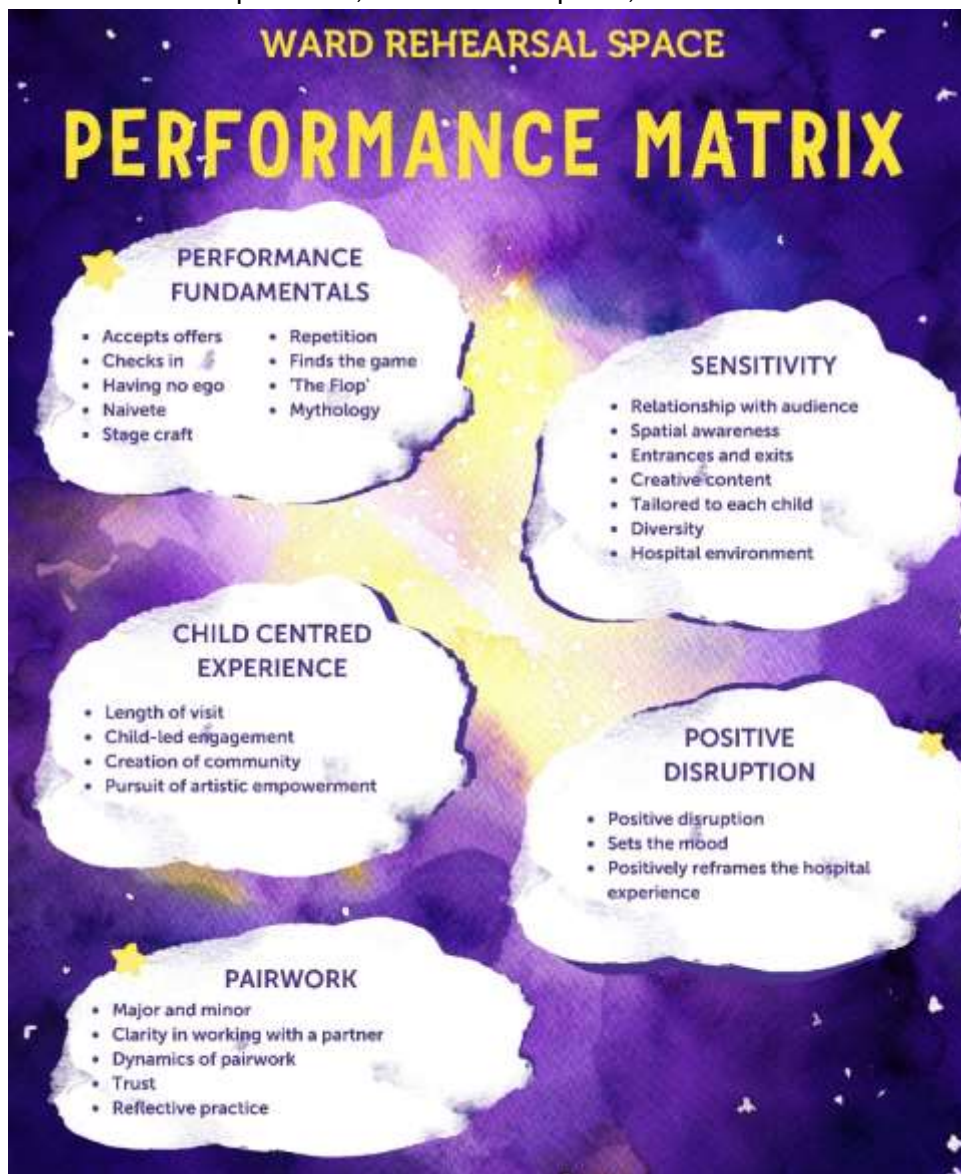 WARD REHEARSAL SPACE
PERFORMANCE MATRIX
PERFORMANCE
FUNDAMENTALS
• Accepts offers
• Checks in
• Having no ego
• Naivete
• Stage craft
• Repetition
• Finds the game
• 'The Flop'
• Mythology
SENSITIVITY
• Relationship with audience
• Spatial awareness
• Entrances and exits
• Creative content
• Tailored to each child
• Diversity
• Hospital environment
CHILD CENTRED
EXPERIENCE
• Length of visit
• Child-led engagement
• Creation of community
• Pursuit of artistic empowerment
POSITIVE
DISRUPTION
• Positive disruption
• Sets the mood
• Positively reframes the hospital
experience
PAIRWORK
• Major and minor
• Clarity in working with a partner
• Dynamics of pairwork
• Trust
• Reflective practice